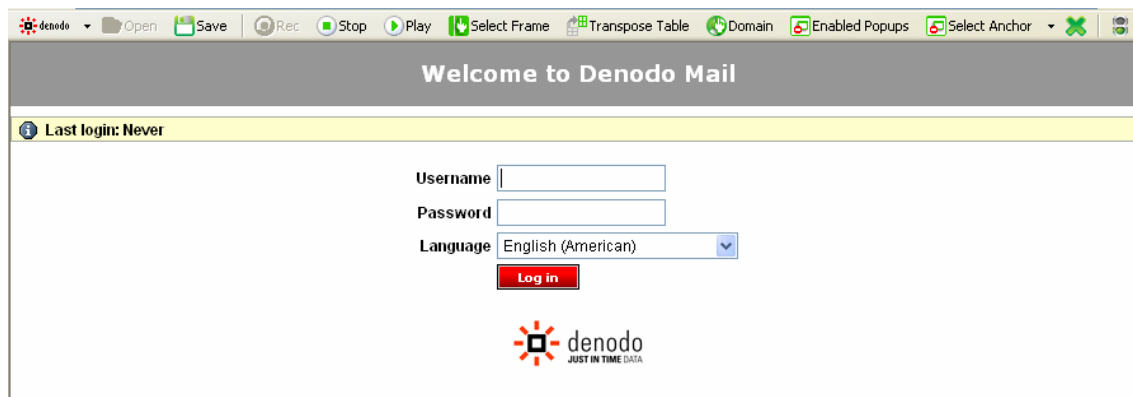 denodo Open Save Rec Stop Play Select Frame Transpose Table Domain Enabled Popups Select Anchor
Welcome to Denodo Mail
Last login: Never
Username
Password
Language English (American)
Log in
denodo
JUST IN TIME DATA